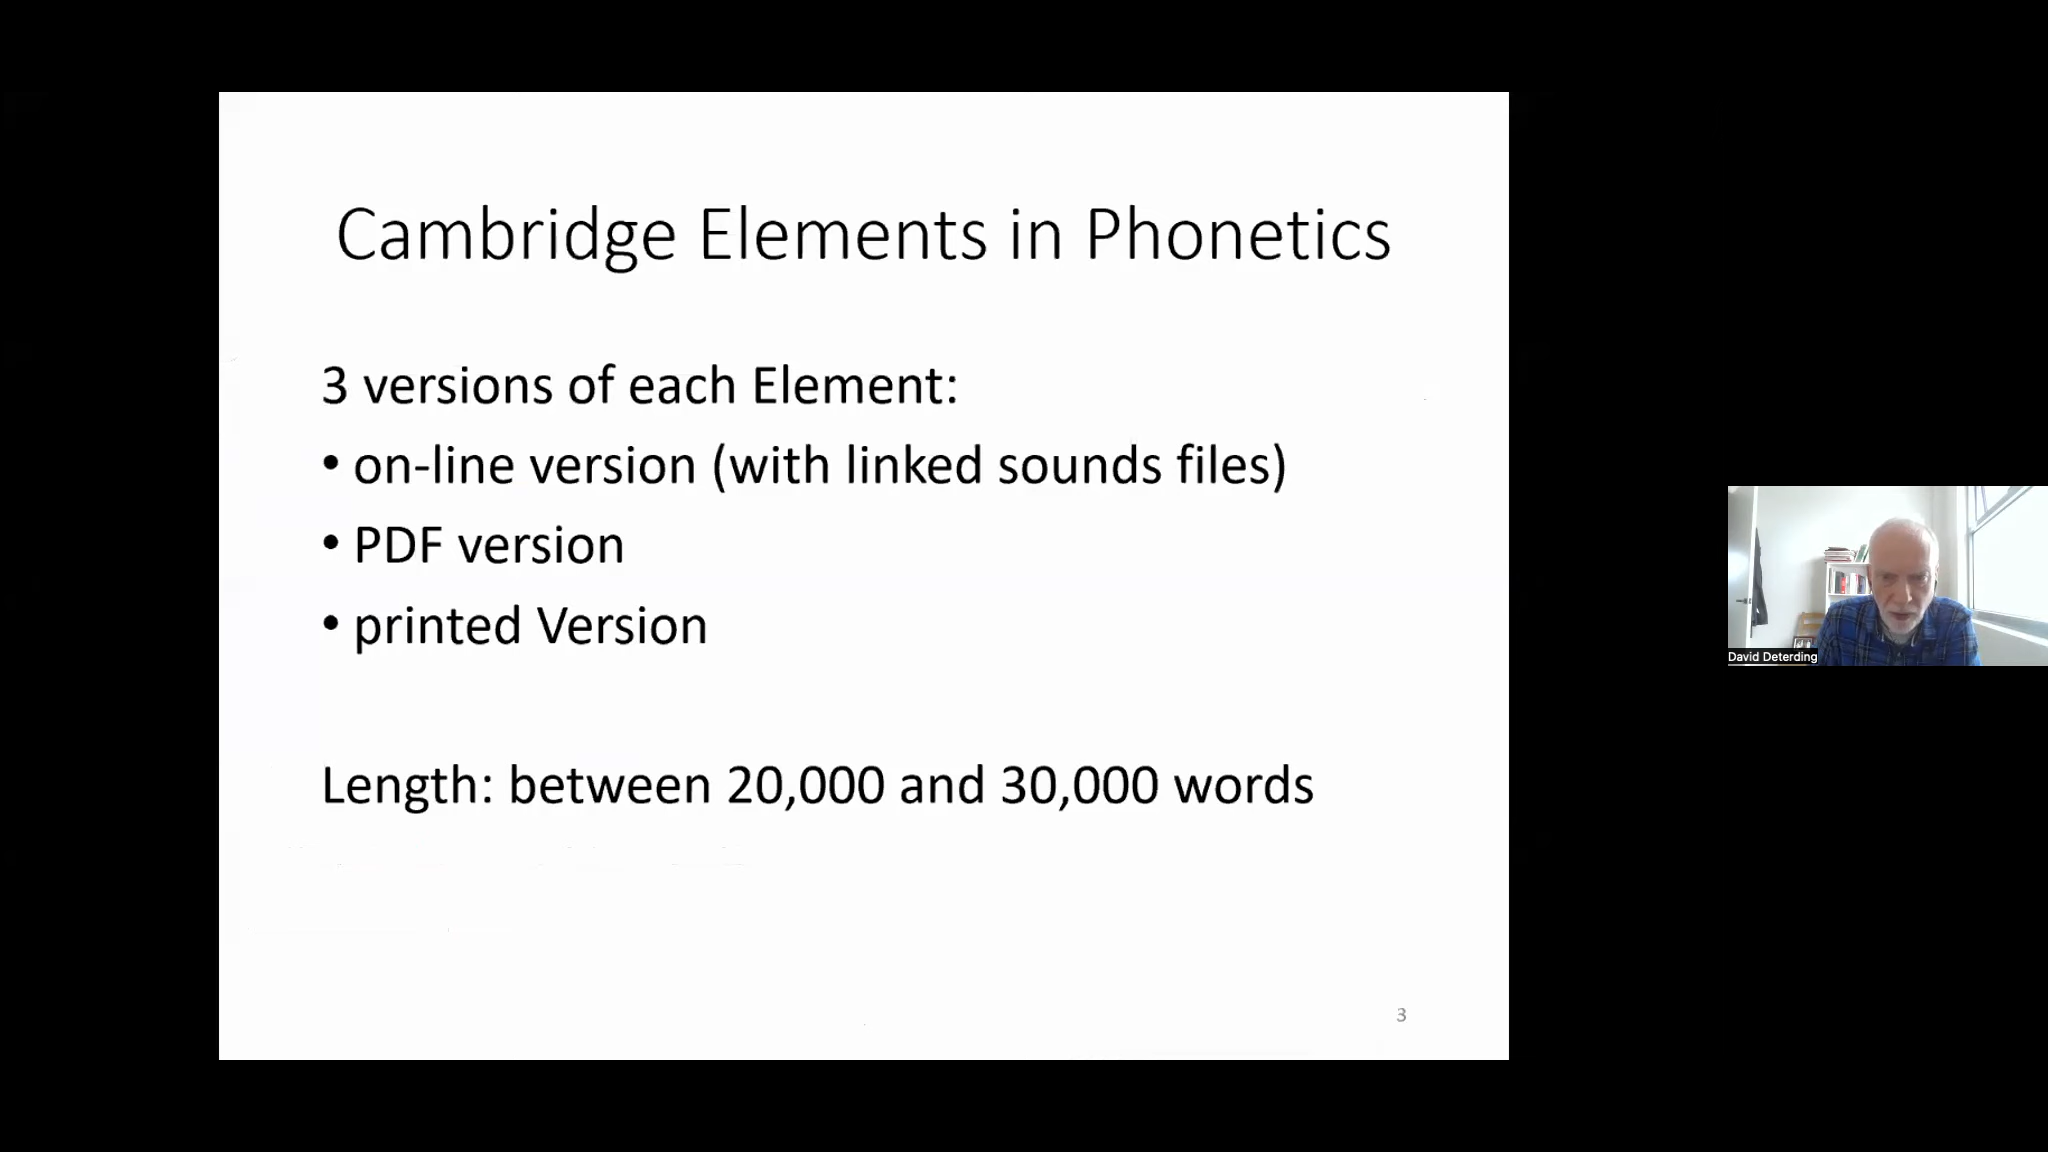 Cambridge Elements in Phonetics
3 versions of each Element:
• on-line version (with linked sounds files)
• PDF version
• printed Version
Length: between 20,000 and 30,000 words
3
David Deterding